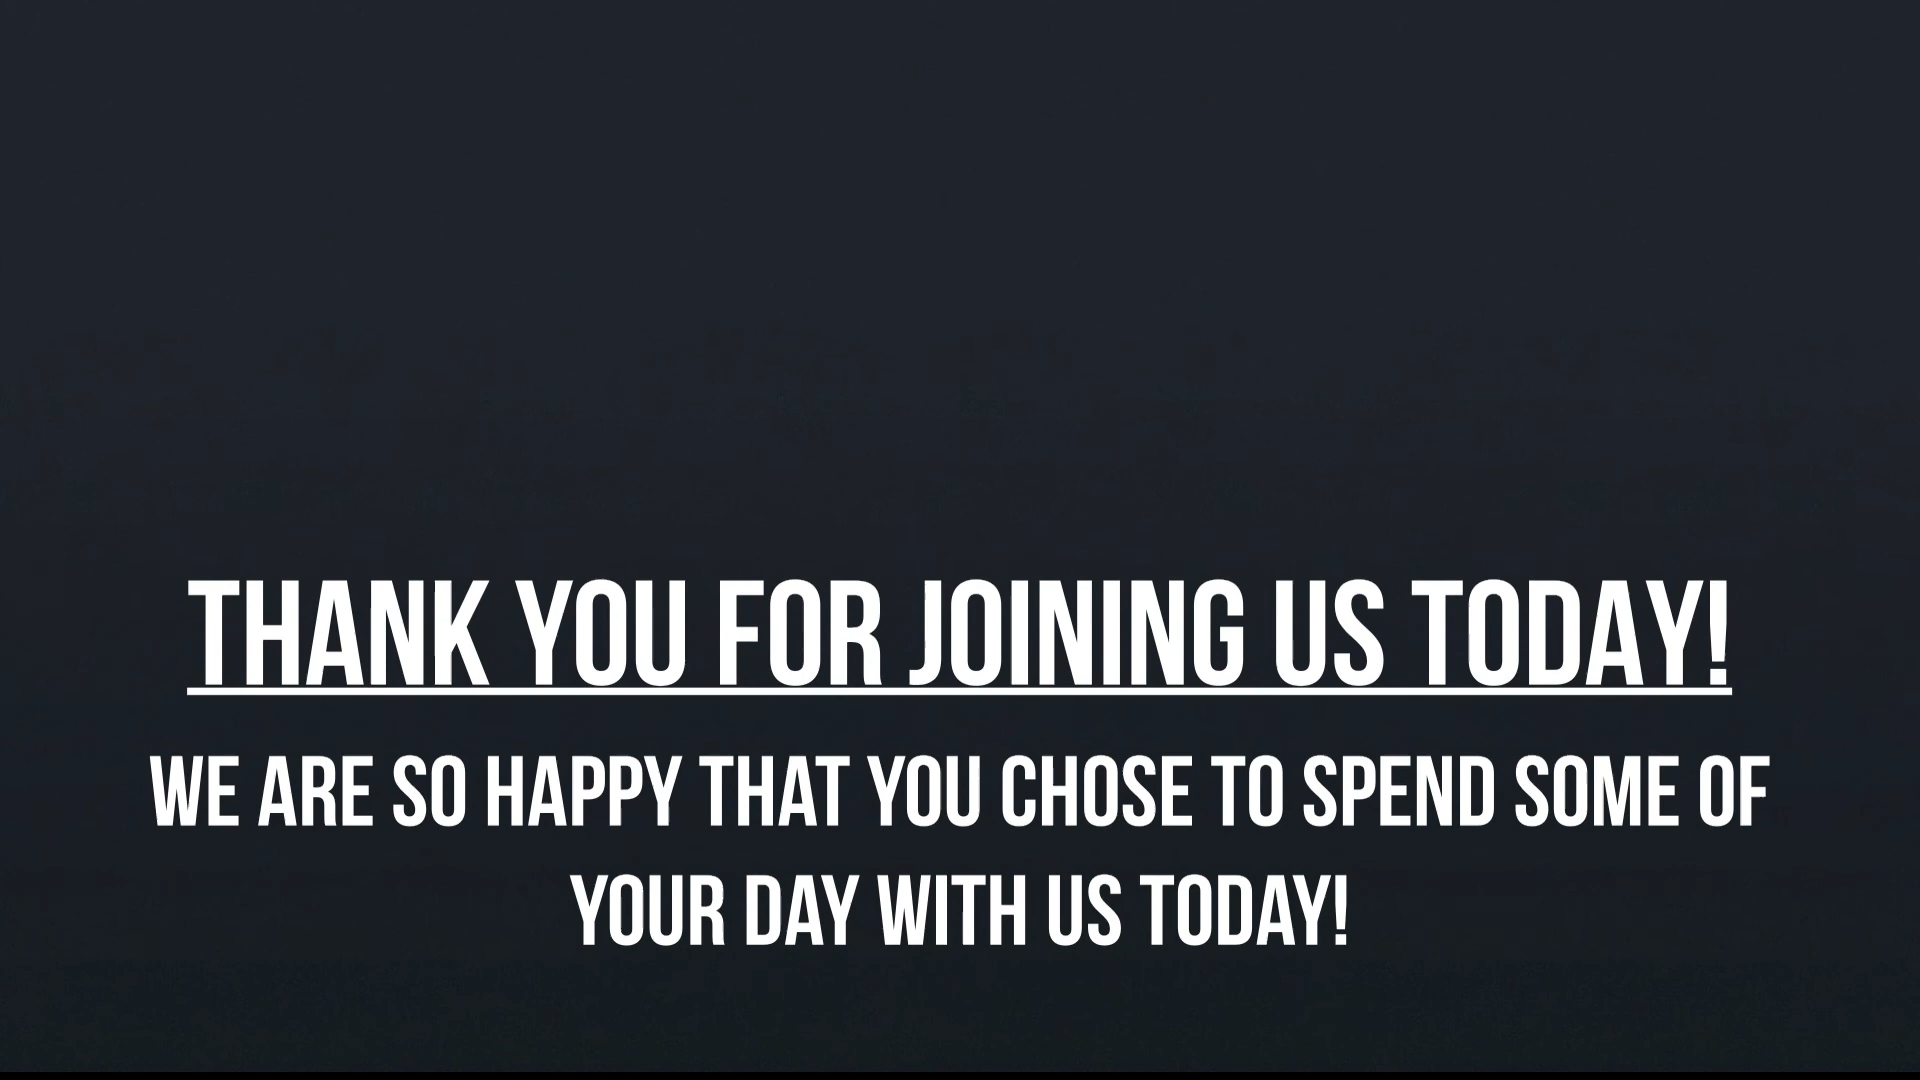 THANK YOU FOR JOINING US TODAY!
WE ARE SO HAPPY THAT YOU CHOSE TO SPEND SOME OF
YOUR DAY WITH US TODAY!